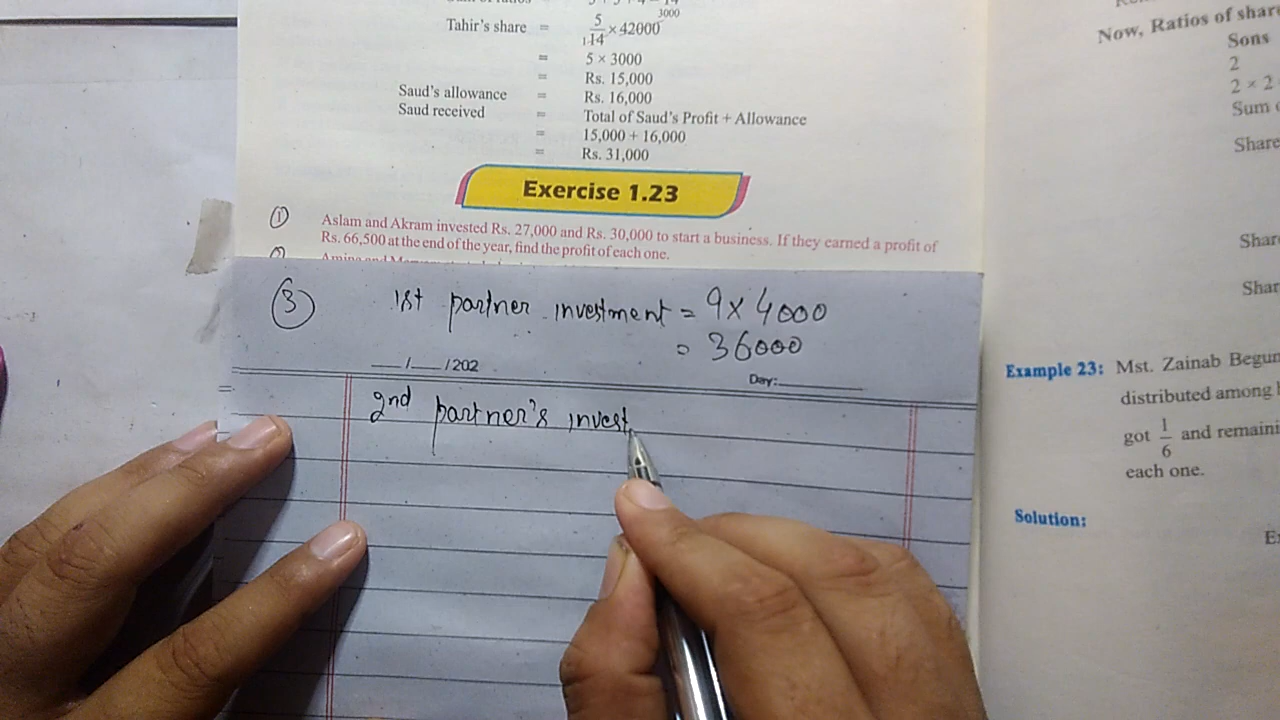 3000
Tahir's share = 5/14 × 42000
= 5 × 3000
= Rs. 15,000
Saud's allowance = Rs. 16,000
Saud received = Total of Saud's Profit + Allowance
= 15,000 + 16,000
= Rs. 31,000
Exercise 1.23
1 Aslam and Akram invested Rs. 27,000 and Rs. 30,000 to start a business. If they earned a profit of
Rs. 66,500 at the end of the year, find the profit of each one.
3 1st partner investment = 9 × 4000
= 36000
__/__/202
Day:
2nd partner's invest
Now, Ratios of share
Sons
2
2 × 2
Sum
Share
Shar
Shar
Example 23: Mst. Zainab Begum
distributed among
got 1/6 and remaini
each one.
Solution: